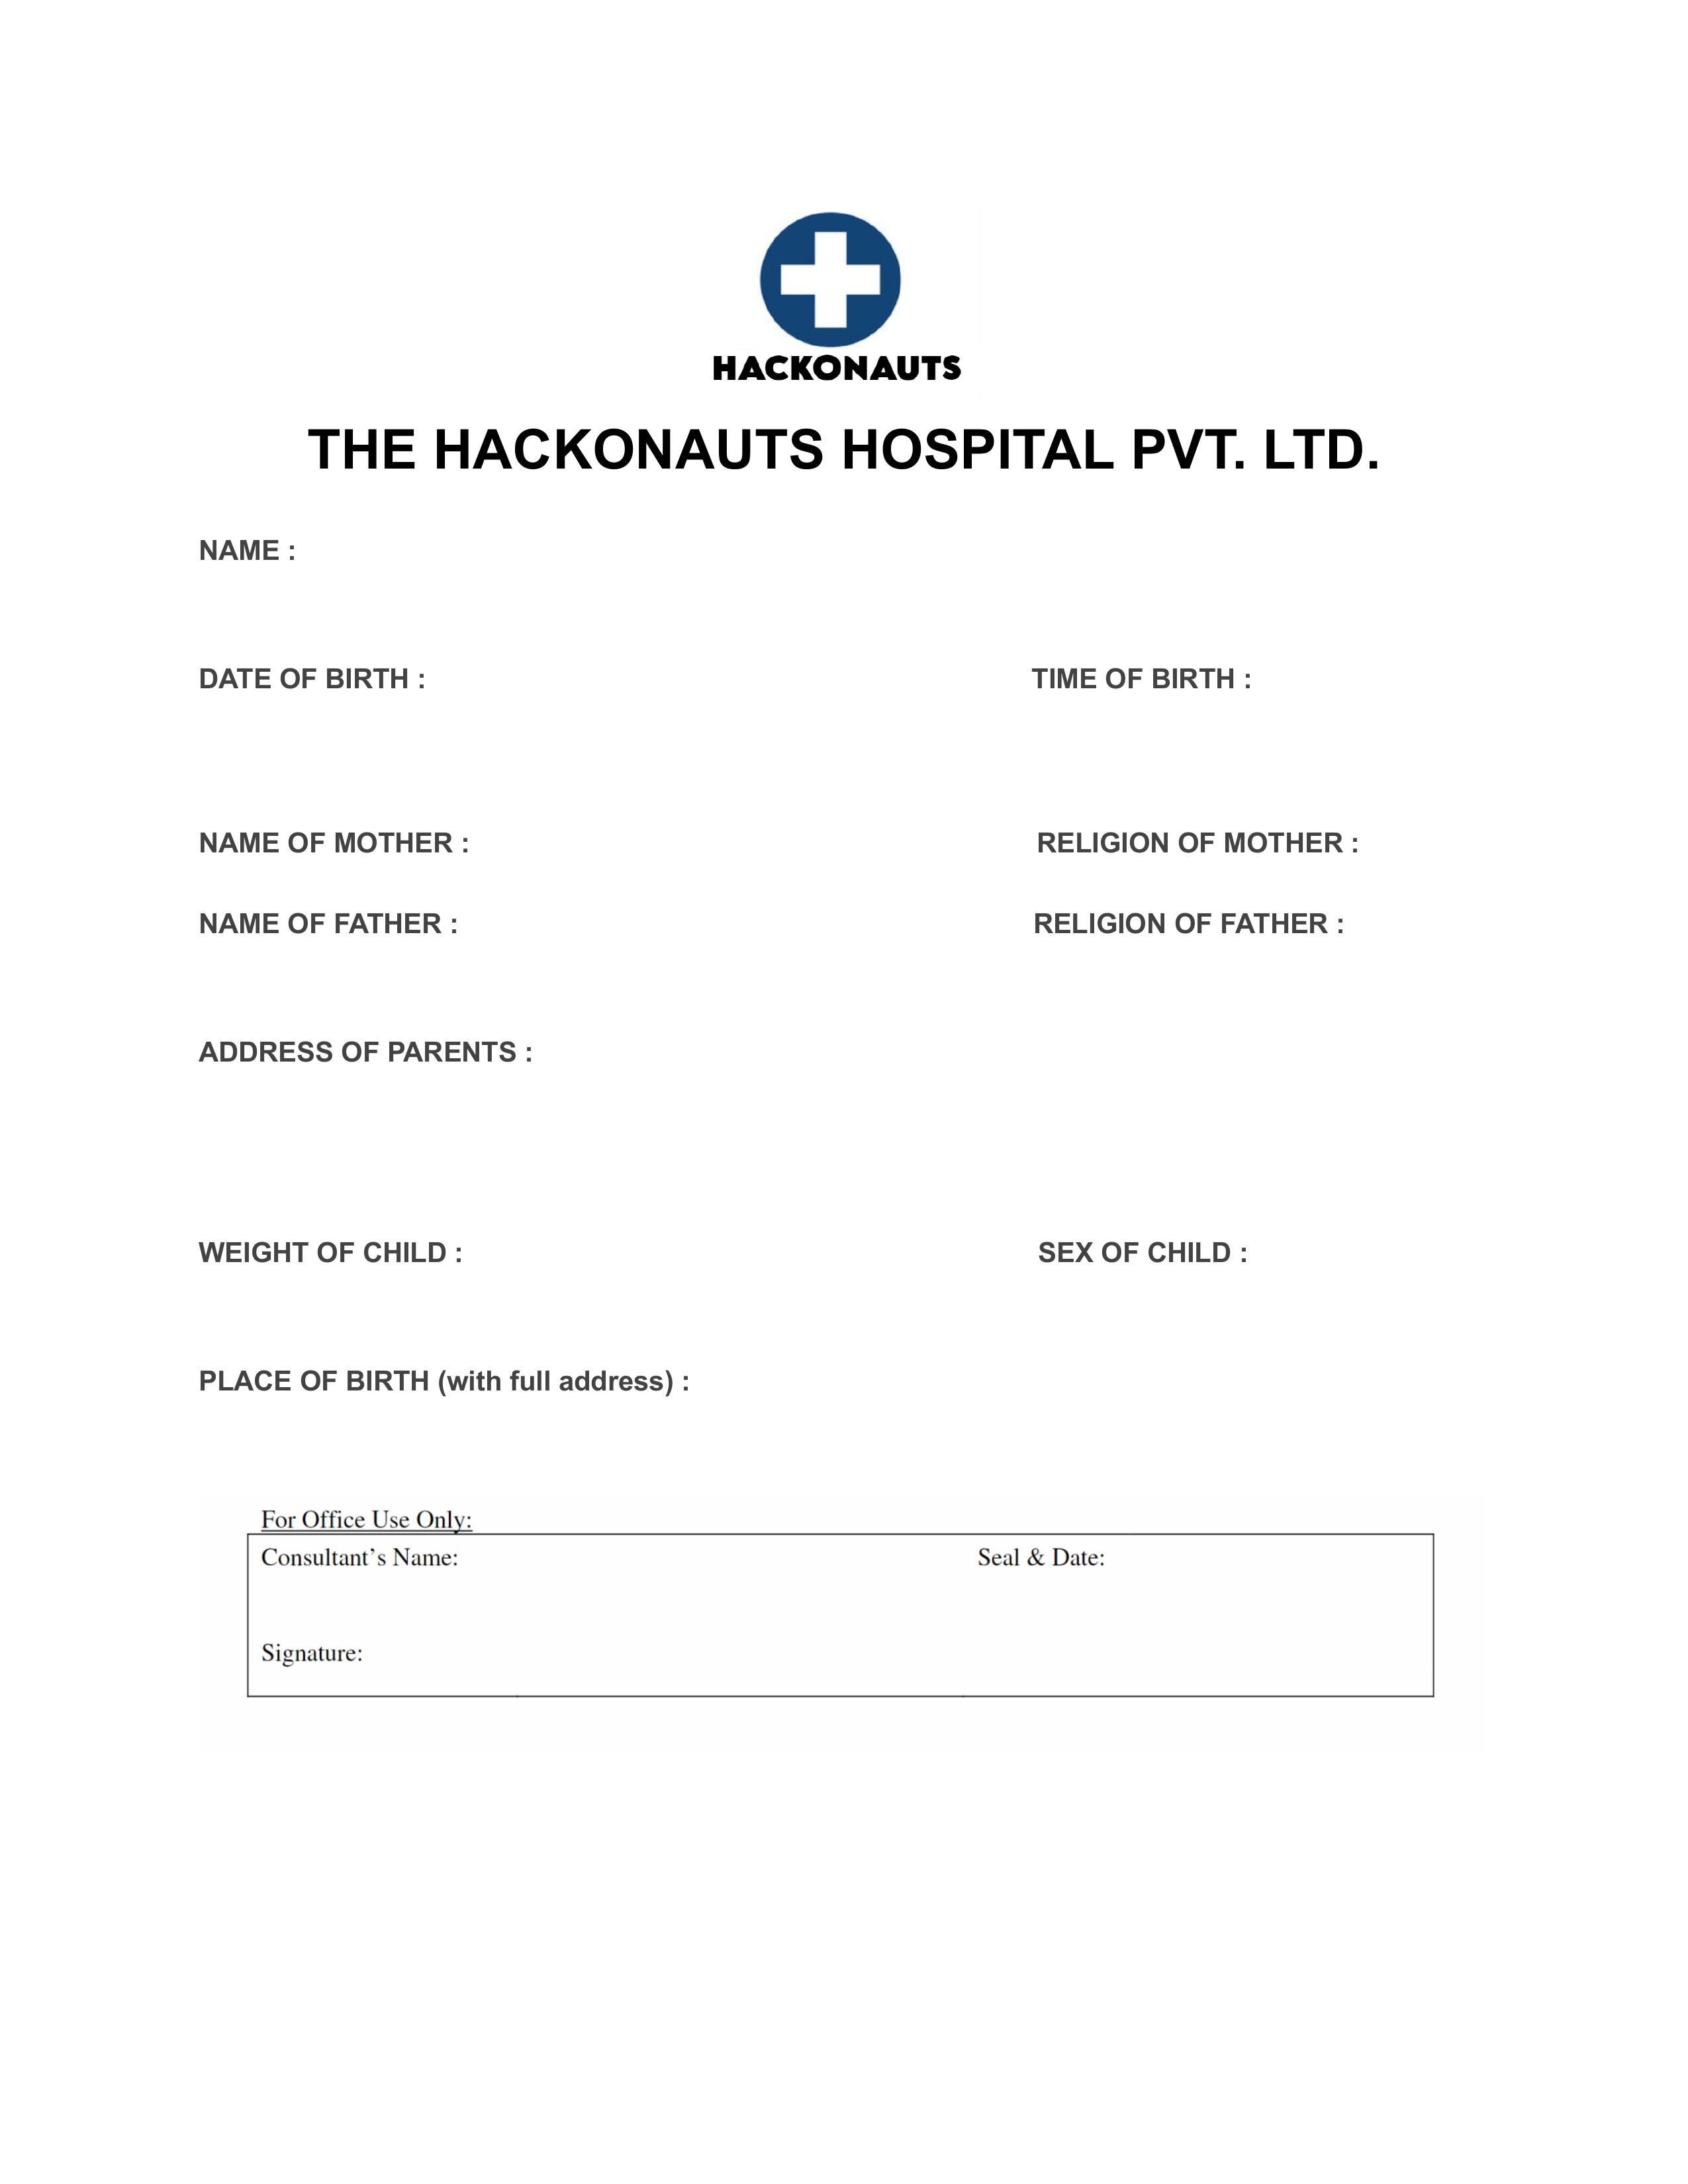 HACKONAUTS
THE HACKONAUTS HOSPITAL PVT. LTD.
NAME :
DATE OF BIRTH : TIME OF BIRTH :
NAME OF MOTHER : RELIGION OF MOTHER :
NAME OF FATHER : RELIGION OF FATHER :
ADDRESS OF PARENTS :
WEIGHT OF CHILD : SEX OF CHILD :
PLACE OF BIRTH (with full address) :
For Office Use Only:
Consultant’s Name: Seal & Date:
Signature: